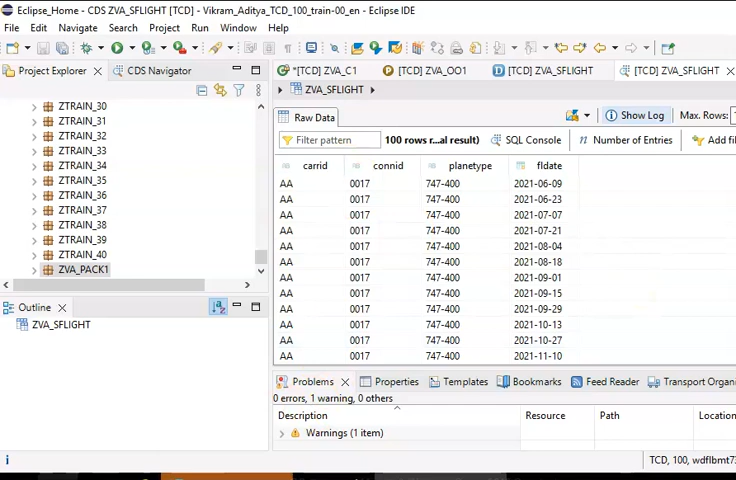 Eclipse_Home - CDS ZVA_SFLIGHT [TCD] - Vikram_Aditya_TCD_100_train-00_en - Eclipse IDE
File Edit Navigate Search Project Run Window Help
Project Explorer CDS Navigator
*[TCD] ZVA_C1 [TCD] ZVA_OO1 [TCD] ZVA_SFLIGHT [TCD] ZVA_SFLIGHT
ZVA_SFLIGHT
Raw Data Show Log Max. Rows: 1
Filter pattern 100 rows r...al result) SQL Console Number of Entries Add fil
ZTRAIN_30
ZTRAIN_31
ZTRAIN_32
ZTRAIN_33
ZTRAIN_34
ZTRAIN_35
ZTRAIN_36
ZTRAIN_37
ZTRAIN_38
ZTRAIN_39
ZTRAIN_40
ZVA_PACK1
Outline
ZVA_SFLIGHT
carrid connid planetype fldate
AA 0017 747-400 2021-06-09
AA 0017 747-400 2021-06-23
AA 0017 747-400 2021-07-07
AA 0017 747-400 2021-07-21
AA 0017 747-400 2021-08-04
AA 0017 747-400 2021-08-18
AA 0017 747-400 2021-09-01
AA 0017 747-400 2021-09-15
AA 0017 747-400 2021-09-29
AA 0017 747-400 2021-10-13
AA 0017 747-400 2021-10-27
AA 0017 747-400 2021-11-10
Problems Properties Templates Bookmarks Feed Reader Transport Organi
0 errors, 1 warning, 0 others
Description Resource Path Location
Warnings (1 item)
TCD, 100, wdflbmt73